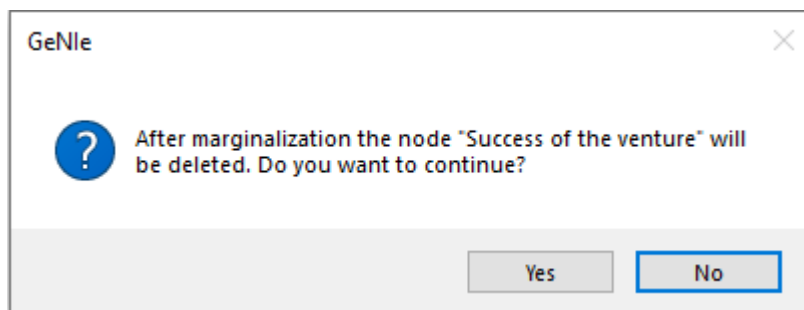 GeNIe
?
After marginalization the node "Success of the venture" will
be deleted. Do you want to continue?
Yes
No